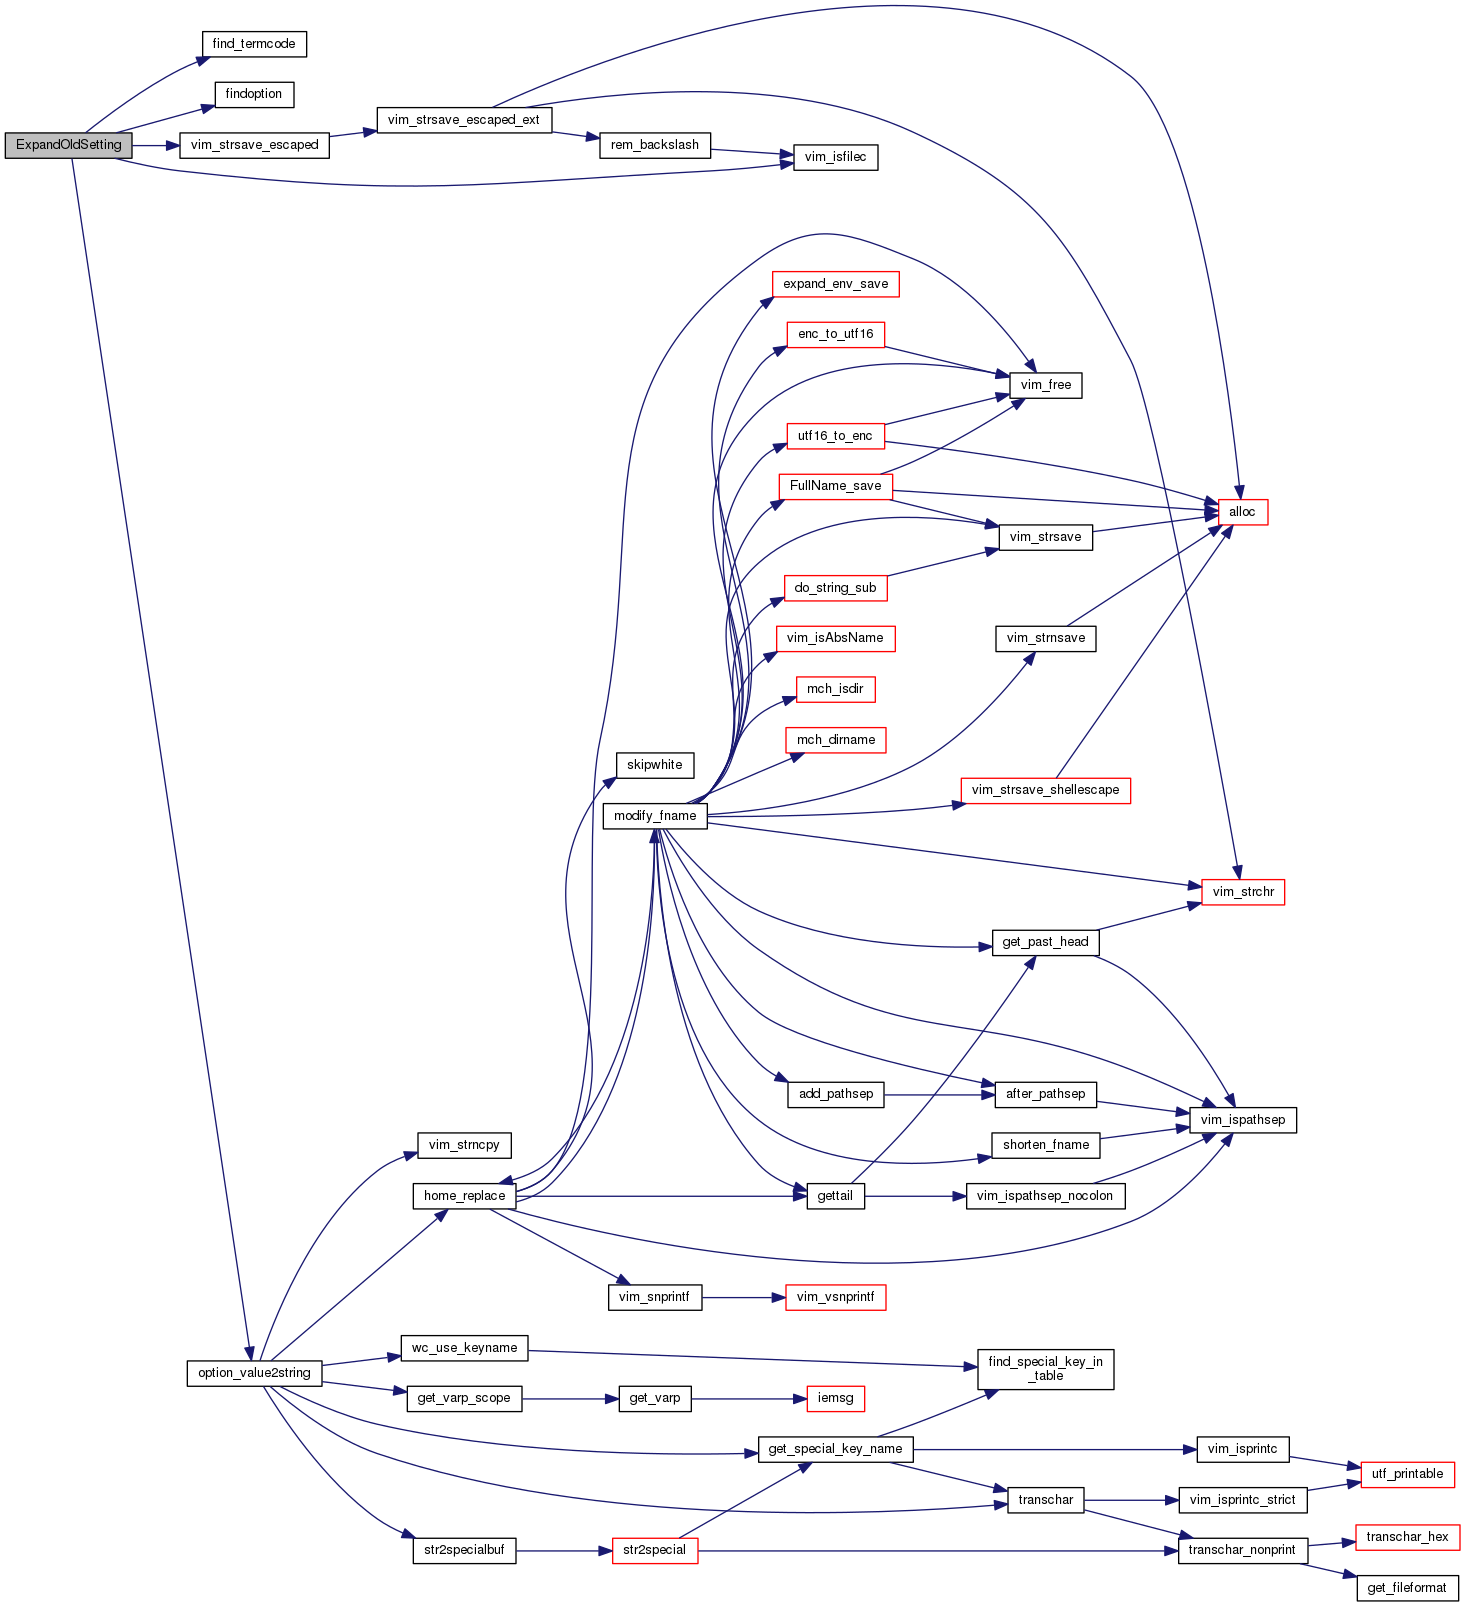 find_termcode
findoption
ExpandOldSetting
vim_strsave_escaped
vim_strsave_escaped_ext
rem_backslash
vim_isfilec
expand_env_save
enc_to_utf16
vim_free
utf16_to_enc
FullName_save
alloc
vim_strsave
do_string_sub
vim_isAbsName
vim_strnsave
mch_isdir
mch_dirname
skipwhite
vim_strsave_shellescape
modify_fname
vim_strchr
get_past_head
add_pathsep
after_pathsep
vim_ispathsep
vim_strncpy
shorten_fname
home_replace
gettail
vim_ispathsep_nocolon
vim_snprintf
vim_vsnprintf
wc_use_keyname
find_special_key_in
_table
option_value2string
get_varp_scope
get_varp
iemsg
get_special_key_name
vim_isprintc
utf_printable
transchar
vim_isprintc_strict
transchar_hex
str2specialbuf
str2special
transchar_nonprint
get_fileformat